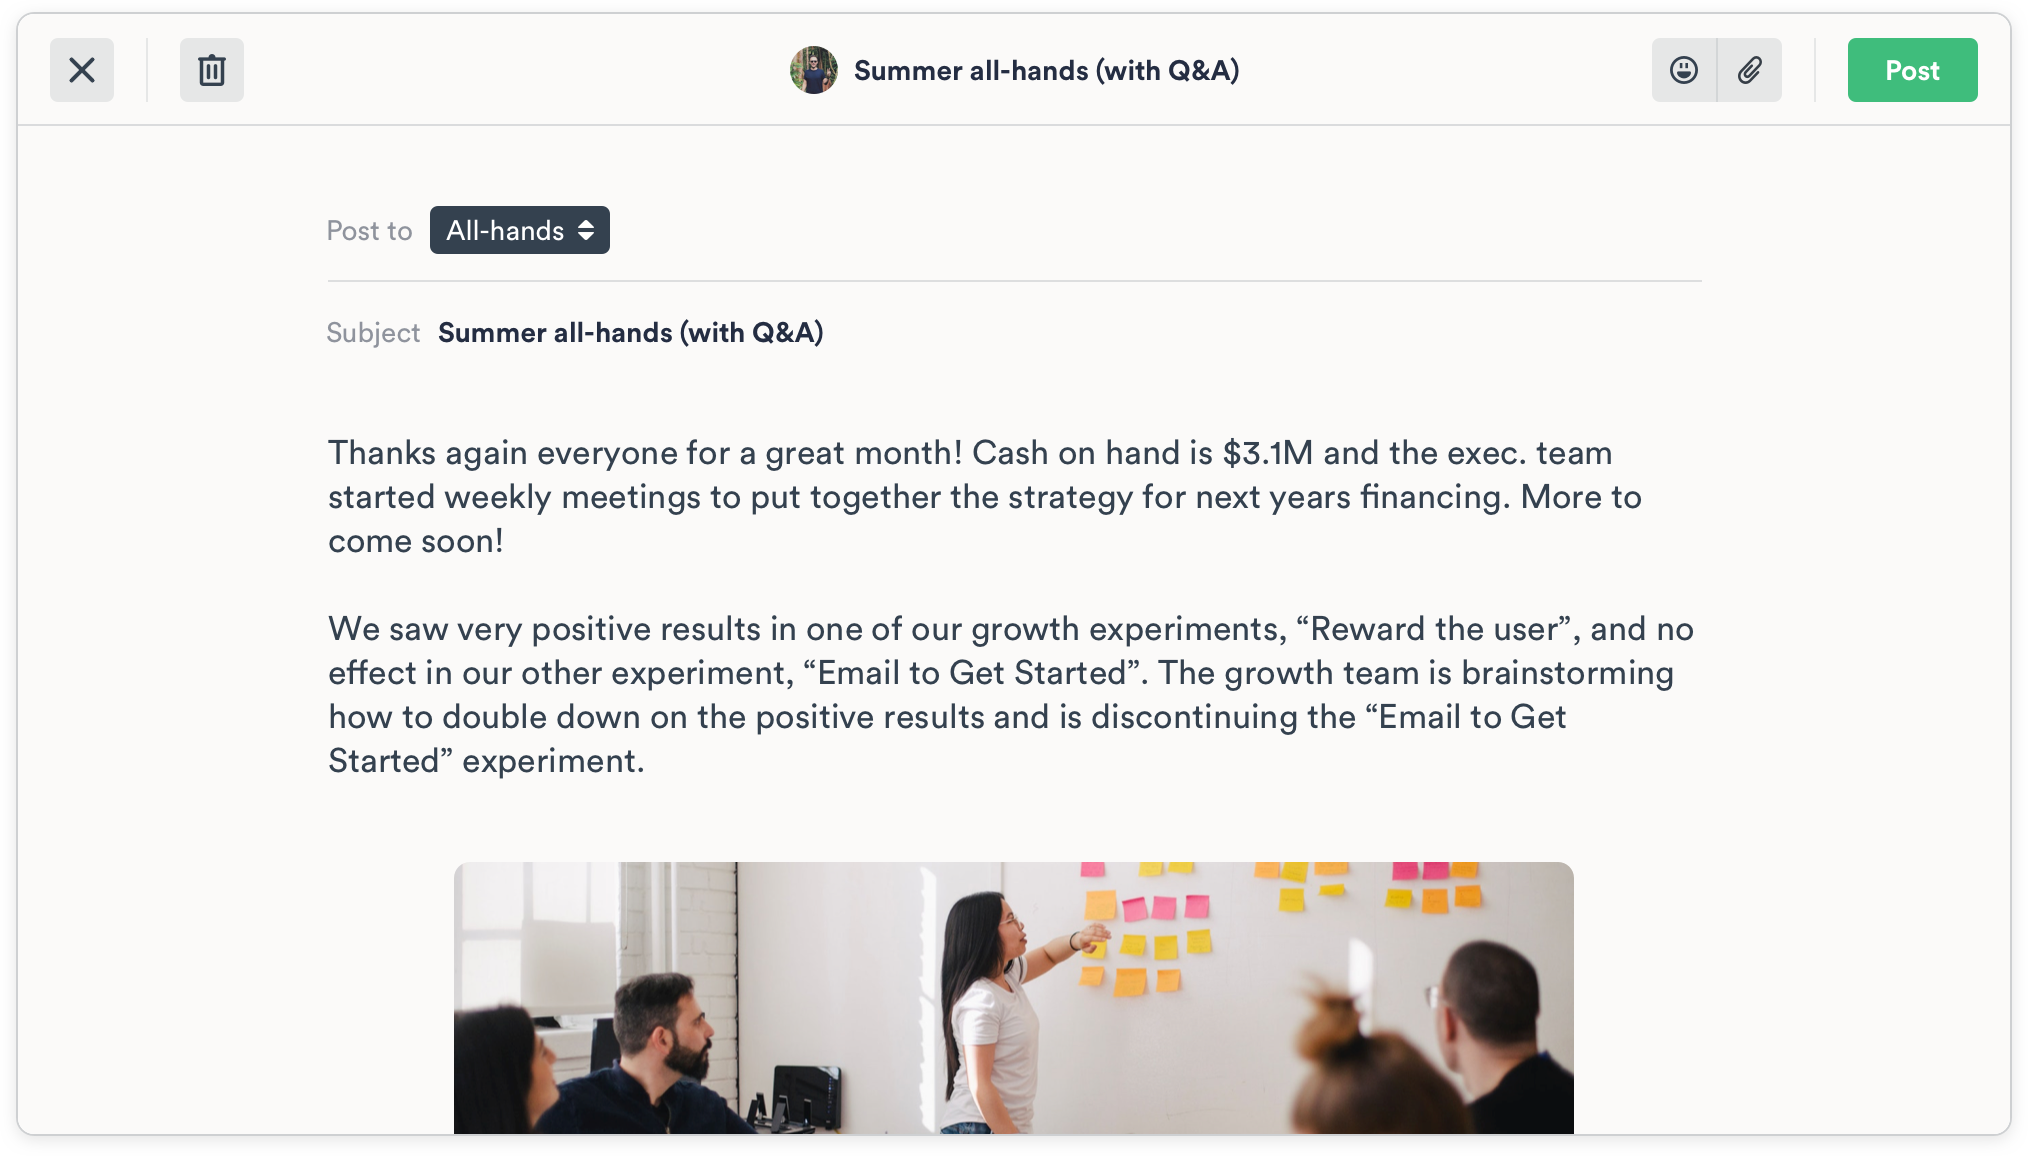 Summer all-hands (with Q&A)
Post
Post to All-hands
Subject Summer all-hands (with Q&A)
Thanks again everyone for a great month! Cash on hand is $3.1M and the exec. team
started weekly meetings to put together the strategy for next years financing. More to
come soon!
We saw very positive results in one of our growth experiments, “Reward the user”, and no
effect in our other experiment, “Email to Get Started”. The growth team is brainstorming
how to double down on the positive results and is discontinuing the “Email to Get
Started” experiment.